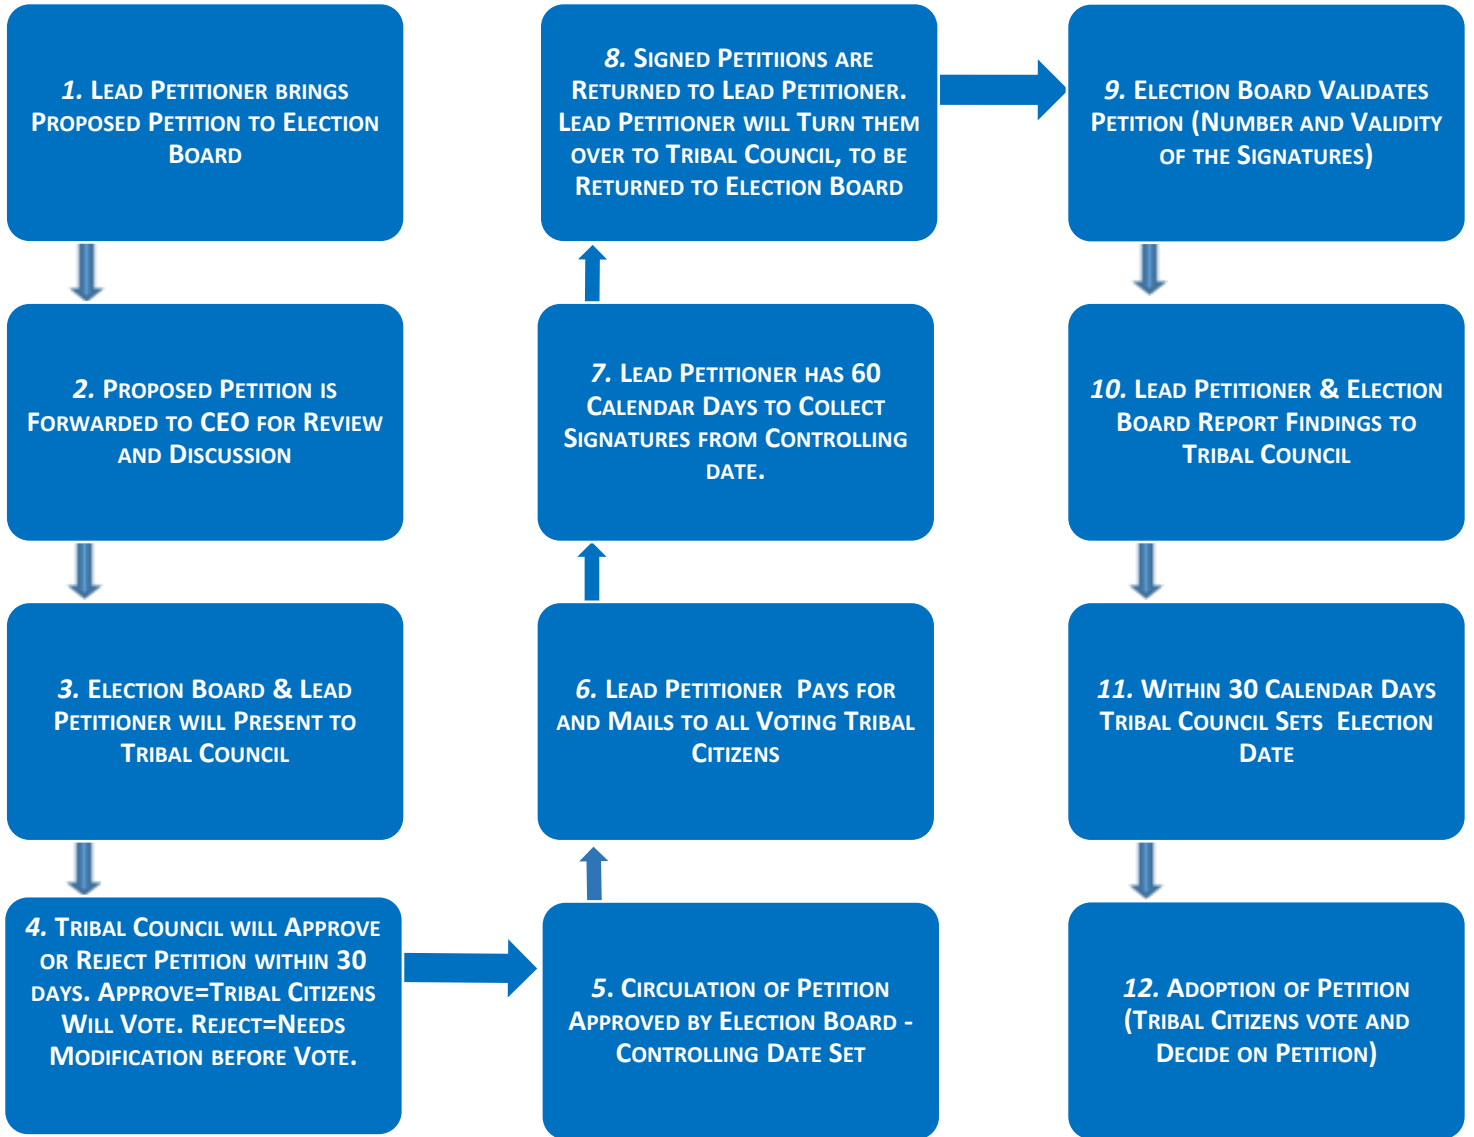 1. Lead Petitioner brings
Proposed Petition to Election
Board
2. Proposed Petition is
Forwarded to CEO for Review
and Discussion
3. Election Board & Lead
Petitioner will Present to
Tribal Council
4. Tribal Council will Approve
or Reject Petition within 30
days. Approve=Tribal Citizens
Will Vote. Reject=Needs
Modification before Vote.
5. Circulation of Petition
Approved by Election Board -
Controlling Date Set
6. Lead Petitioner Pays for
and Mails to all Voting Tribal
Citizens
7. Lead Petitioner has 60
Calendar Days to Collect
Signatures from Controlling
date.
8. Signed Petitiions are
Returned to Lead Petitioner.
Lead Petitioner will Turn them
over to Tribal Council, to be
Returned to Election Board
9. Election Board Validates
Petition (Number and Validity
of the Signatures)
10. Lead Petitioner & Election
Board Report Findings to
Tribal Council
11. Within 30 Calendar Days
Tribal Council Sets Election
Date
12. Adoption of Petition
(Tribal Citizens vote and
Decide on Petition)